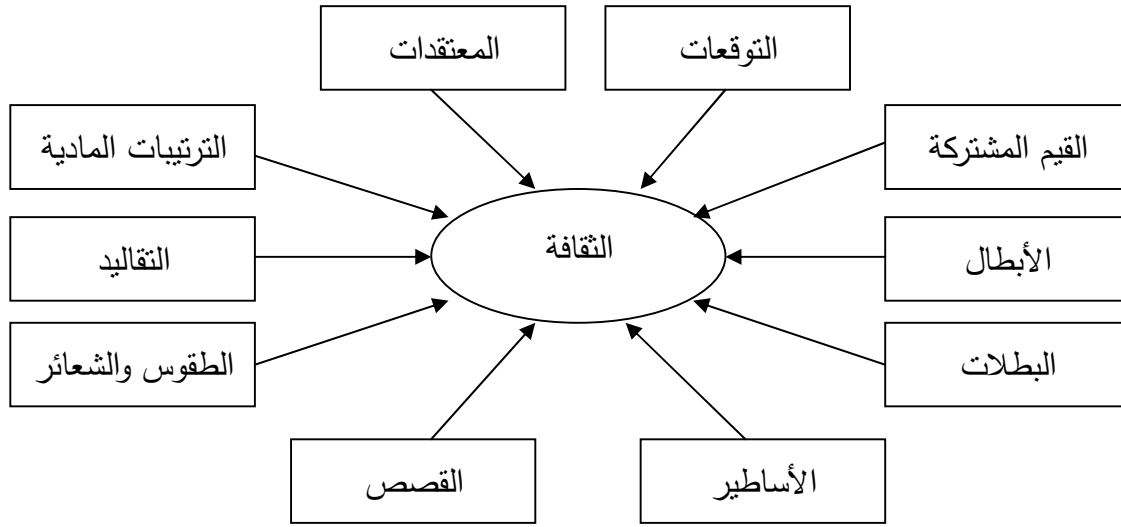 التوقعات
المعتقدات
القيم المشتركة
الترتيبات المادية
الثقافة
الأبطال
التقاليد
البطلات
الطقوس والشعائر
الأساطير
القصص